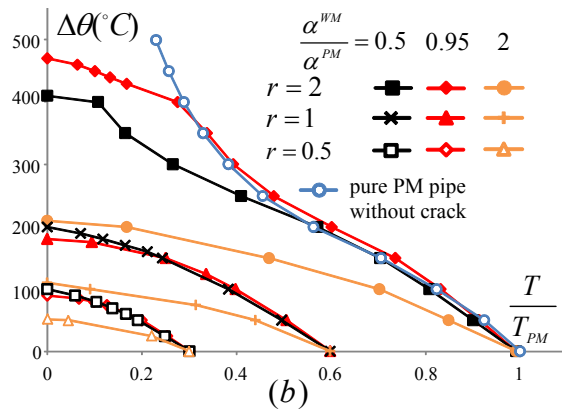 Δθ(°C)
α^WM / α^PM = 0.5 0.95 2
r = 2
r = 1
r = 0.5
pure PM pipe
without crack
500
400
300
200
100
0
T / T_PM
0 0.2 0.4 0.6 0.8 1
(b)